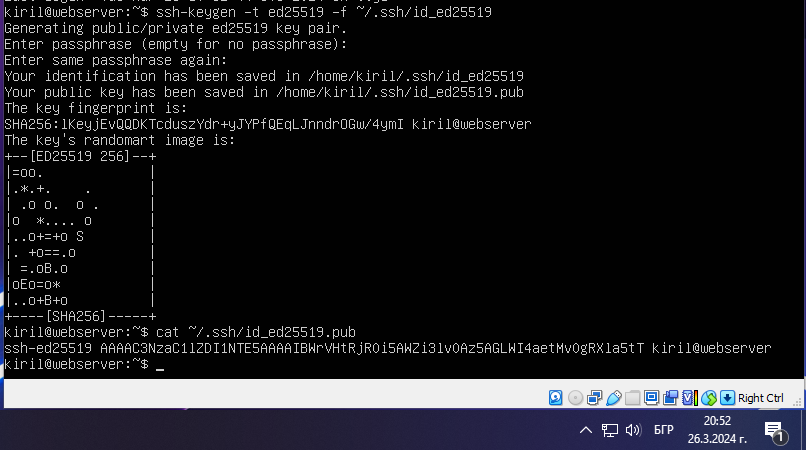 kiril@webserver:~$ ssh-keygen -t ed25519 -f ~/.ssh/id_ed25519
Generating public/private ed25519 key pair.
Enter passphrase (empty for no passphrase):
Enter same passphrase again:
Your identification has been saved in /home/kiril/.ssh/id_ed25519
Your public key has been saved in /home/kiril/.ssh/id_ed25519.pub
The key fingerprint is:
SHA256:lKeyjEvQQDKTcduszYdr+yJYPfQEqLJnndrOGw/4ymI kiril@webserver
The key's randomart image is:
+--[ED25519 256]--+
|=oo.             |
|.*.+.    .       |
| .o o.  o .      |
|o  *.... o       |
|..o+=+o S        |
|. +o==.o         |
| =.oB.o          |
|oEo=o*           |
|..o+B+o          |
+----[SHA256]-----+
kiril@webserver:~$ cat ~/.ssh/id_ed25519.pub
ssh-ed25519 AAAAC3NzaC1lZDI1NTE5AAAAIBWrVHtRjR0i5AWZi3lv0Az5AGLWI4aetMv0gRXla5tT kiril@webserver
kiril@webserver:~$ _
Right Ctrl
БГР
20:52
26.3.2024 г.
1